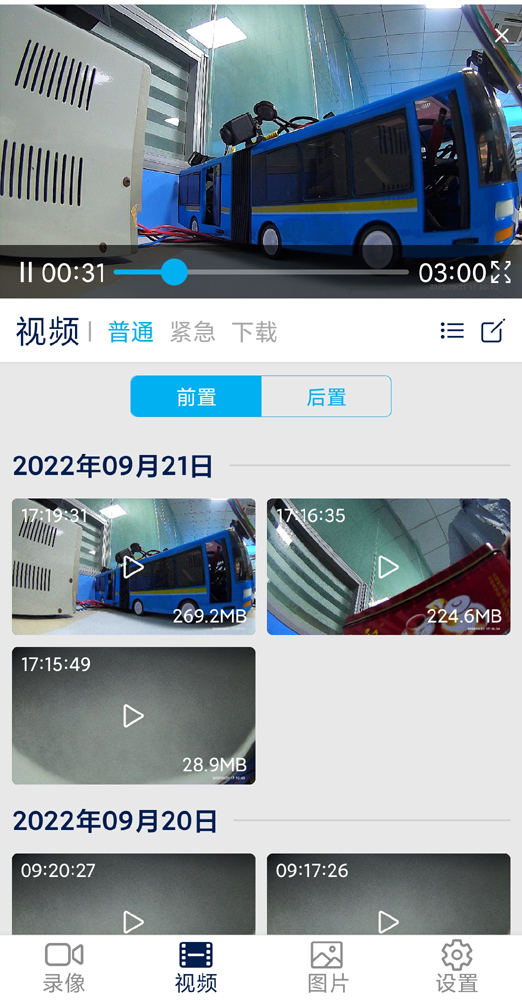 00:31 03:00
视频 普通 紧急 下载
前置 后置
2022年09月21日
17:19:31 17:16:35
269.2MB 224.6MB
17:15:49
28.9MB
2022年09月20日
09:20:27 09:17:26
录像 视频 图片 设置